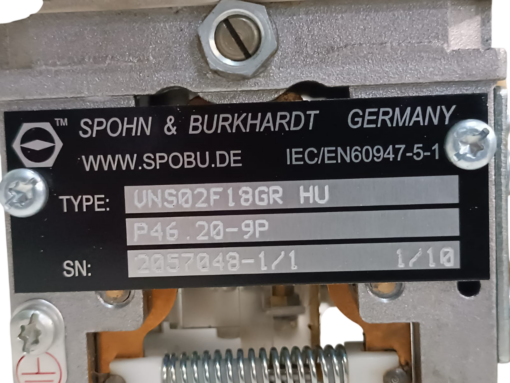 ™ SPOHN & BURKHARDT GERMANY
WWW.SPOBU.DE IEC/EN60947-5-1
TYPE: VNS02F18GR HU
P46.20-9P
SN: 2057048-1/1 1/10